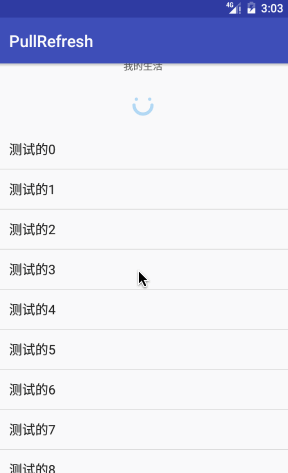 4G 3:03
PullRefresh
我的生活
测试的0
测试的1
测试的2
测试的3
测试的4
测试的5
测试的6
测试的7
测试的8